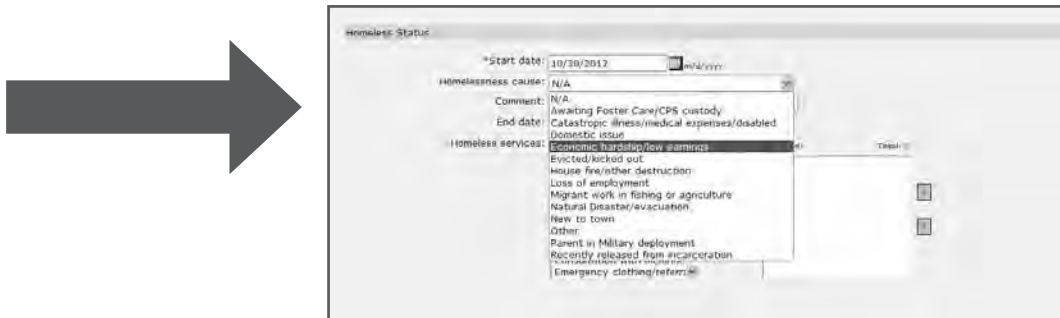 Homeless Status
*Start date: 10/30/2012 m/d/yyyy
Homelessness cause: N/A
Comment:
End date:
Homeless services:
N/A
Awaiting Foster Care/CPS custody
Catastropic illness/medical expenses/disabled
Domestic issue
Economic hardship/low earnings
Evicted/kicked out
House fire/other destruction
Loss of employment
Migrant work in fishing or agriculture
Natural Disaster/evacuation
New to town
Other
Parent in Military deployment
Recently released from incarceration
Emergency clothing/referr